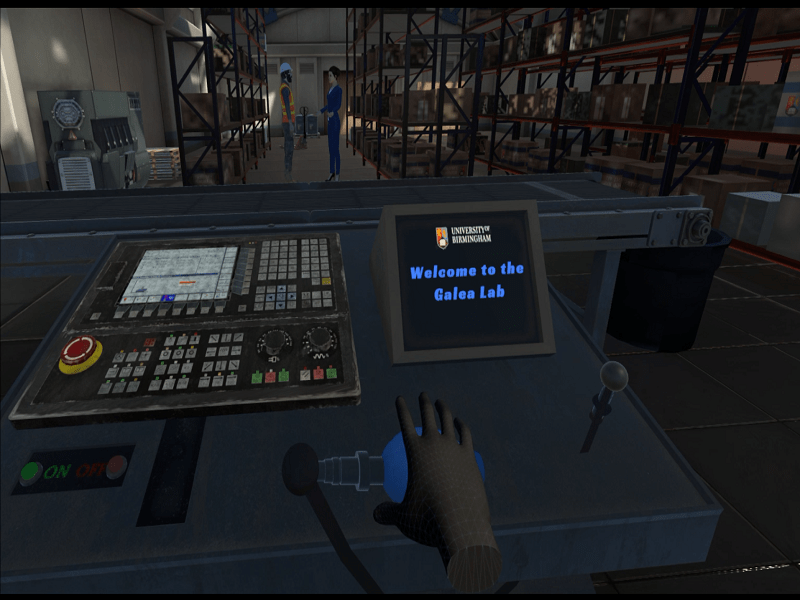 UNIVERSITY OF
BIRMINGHAM
Welcome to the
Galea Lab
ON OFF